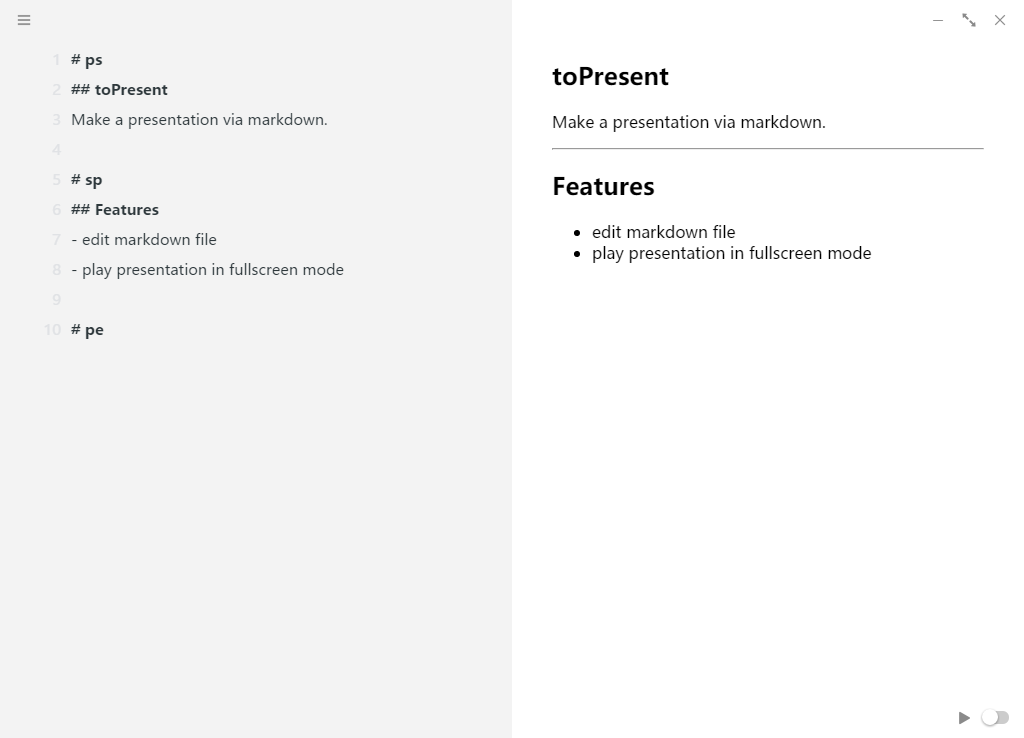 1 # ps
2 ## toPresent
3 Make a presentation via markdown.
4
5 # sp
6 ## Features
7 - edit markdown file
8 - play presentation in fullscreen mode
9
10 # pe
toPresent
Make a presentation via markdown.
Features
• edit markdown file
• play presentation in fullscreen mode